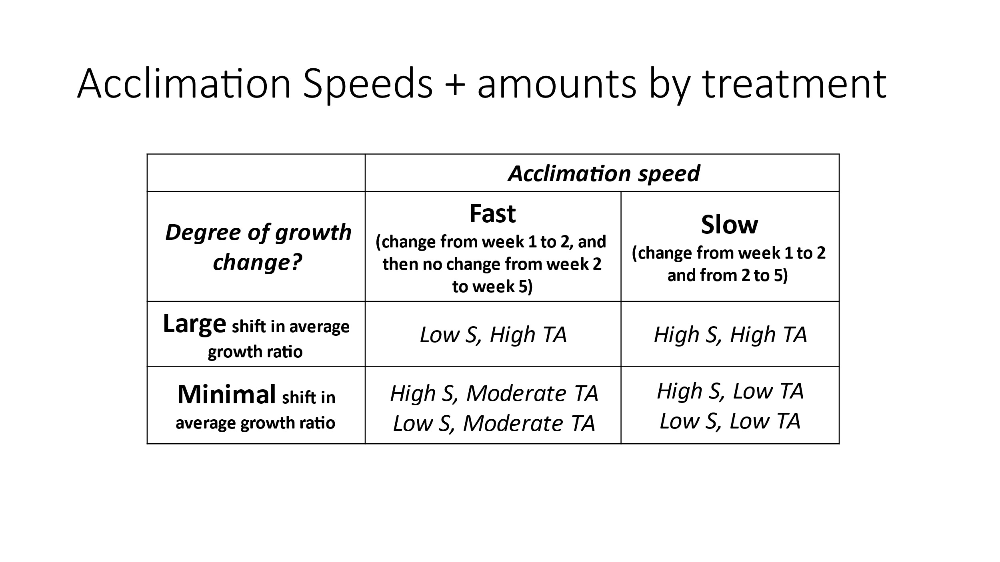 Acclimation Speeds + amounts by treatment
Acclimation speed
Degree of growth
change?
Fast
(change from week 1 to 2, and
then no change from week 2
to week 5)
Slow
(change from week 1 to 2
and from 2 to 5)
Large shift in average
growth ratio
Low S, High TA
High S, High TA
Minimal shift in
average growth ratio
High S, Moderate TA
Low S, Moderate TA
High S, Low TA
Low S, Low TA